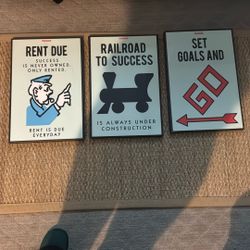 RENT DUE
SUCCESS
IS NEVER OWNED.
ONLY RENTED.
RENT IS DUE
EVERYDAY
RAILROAD
TO SUCCESS
IS ALWAYS UNDER
CONSTRUCTION
SET
GOALS AND
GO